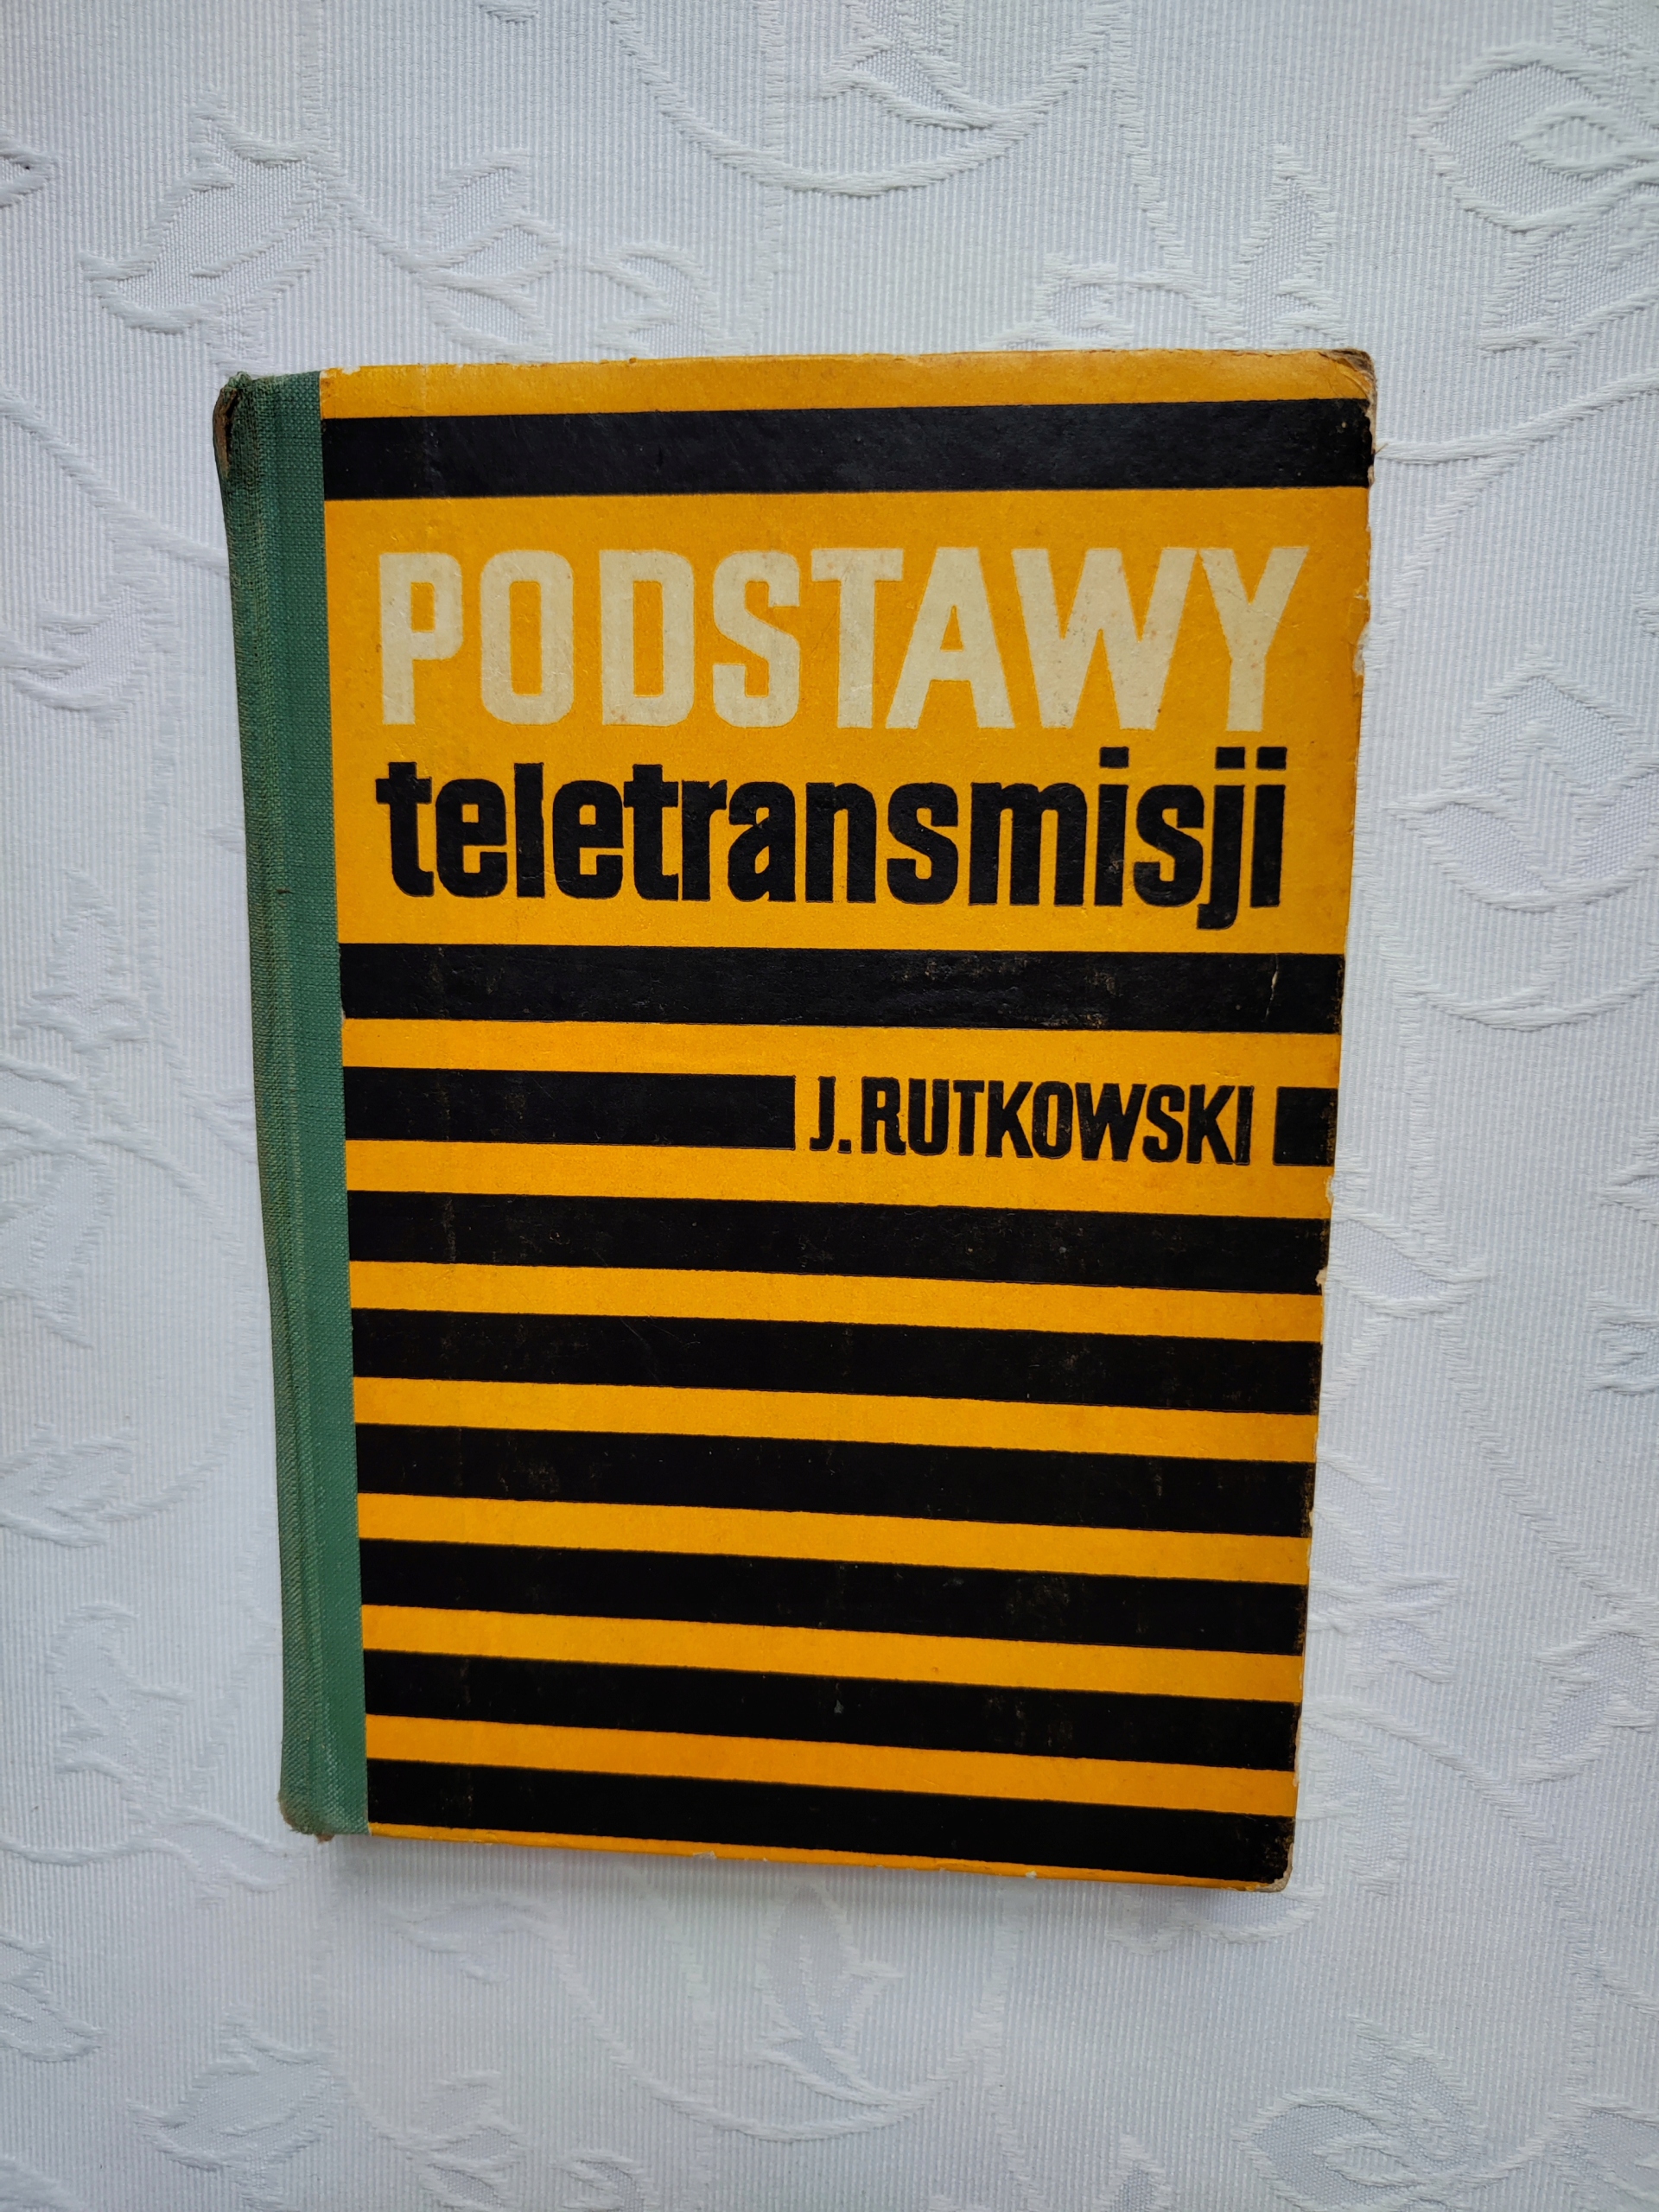 PODSTAWY
teletransmisji
J. RUTKOWSKI